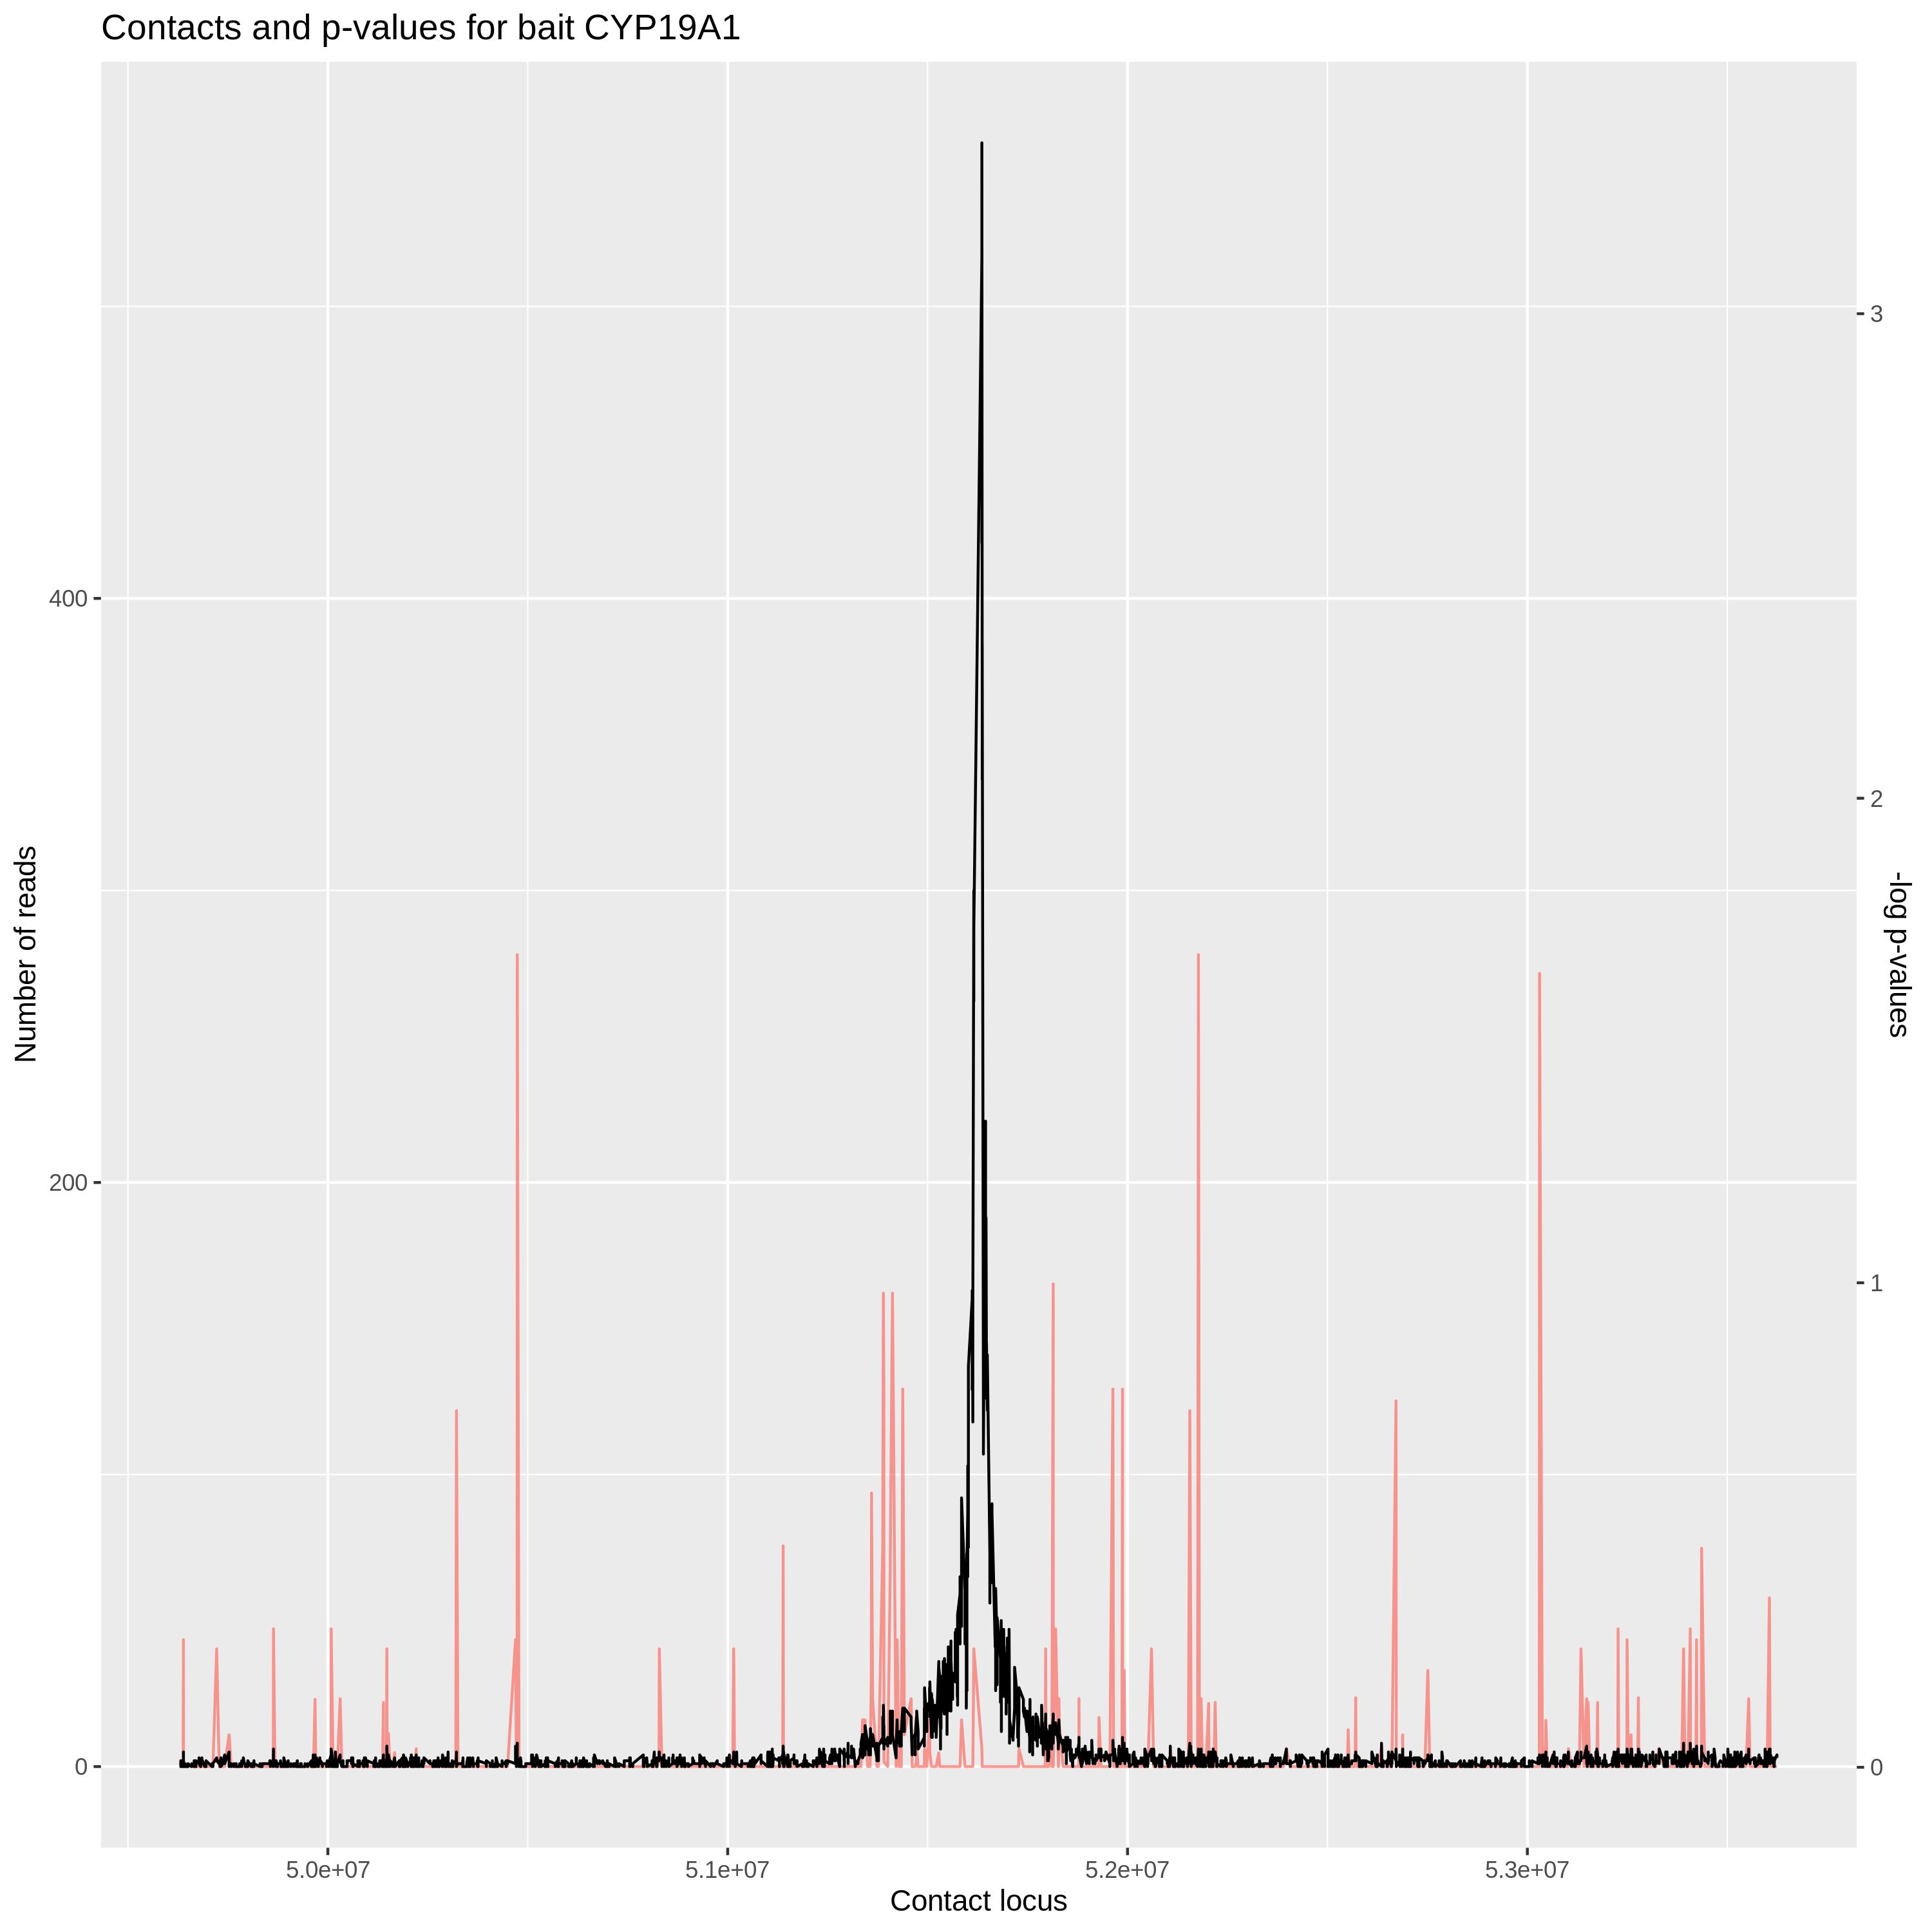 Contacts and p-values for bait CYP19A1
Number of reads
400
200
0
3
2
1
0
-log p-values
5.0e+07
5.1e+07
5.2e+07
5.3e+07
Contact locus